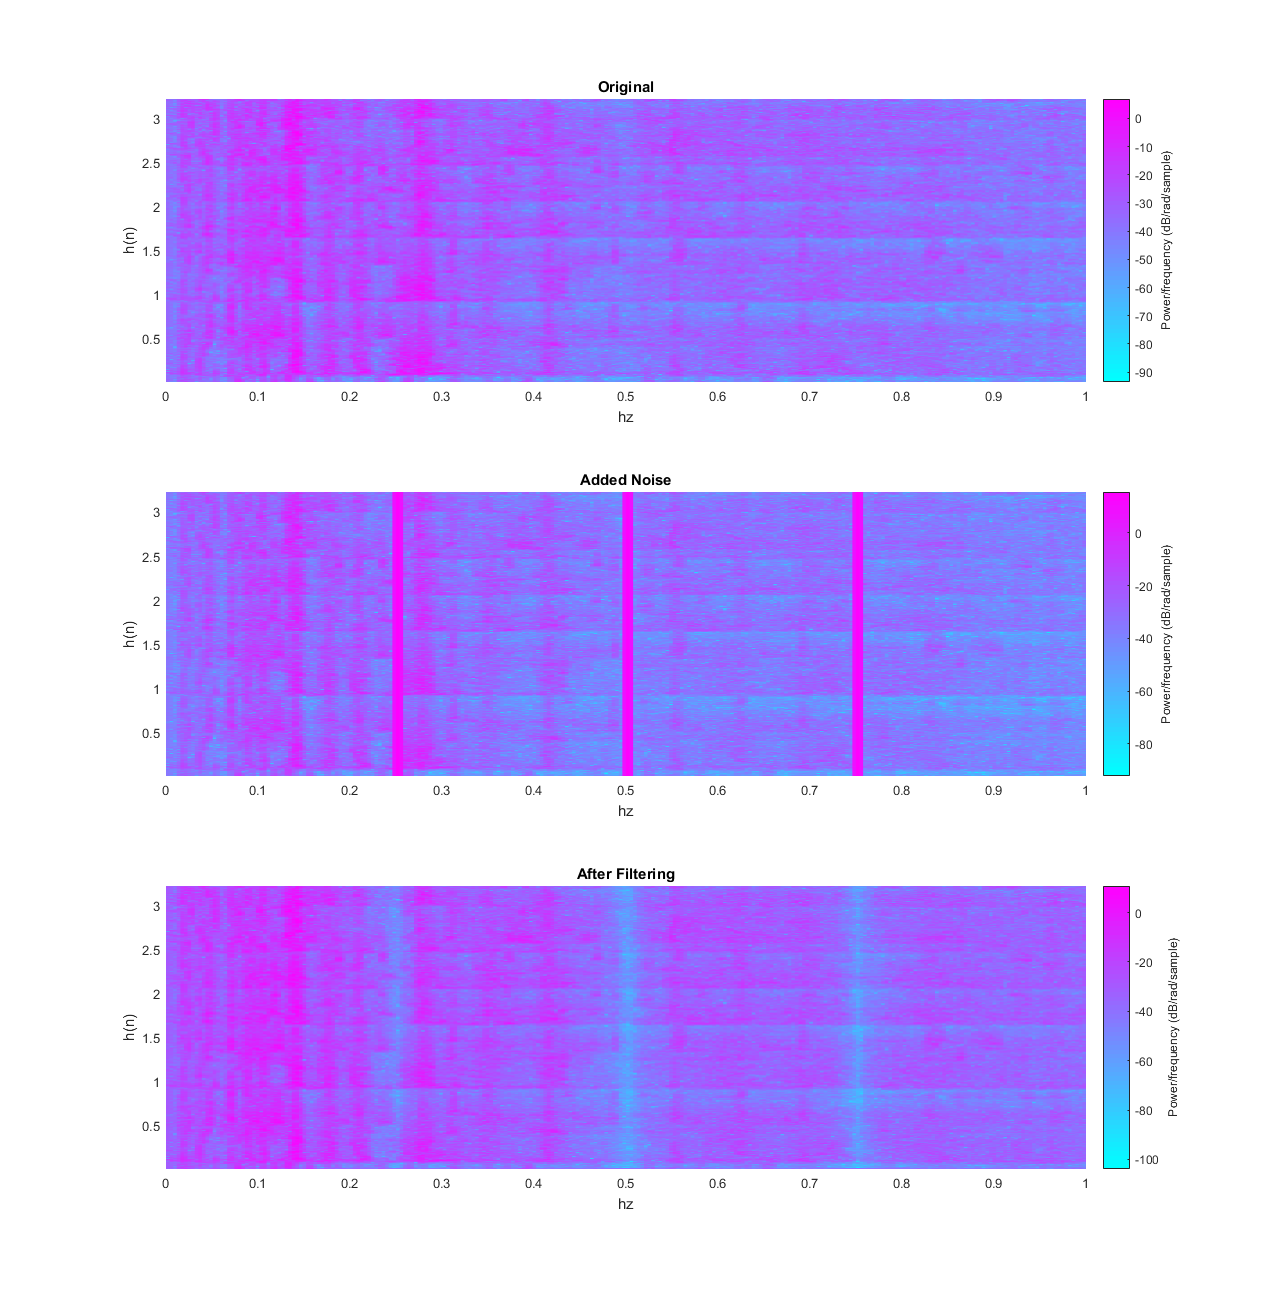 Original
3
2.5
2
1.5
1
0.5
h(n)
0 0.1 0.2 0.3 0.4 0.5 0.6 0.7 0.8 0.9 1
hz
0
-10
-20
-30
-40
-50
-60
-70
-80
-90
Power/frequency (dB/rad/sample)
Added Noise
3
2.5
2
1.5
1
0.5
h(n)
0 0.1 0.2 0.3 0.4 0.5 0.6 0.7 0.8 0.9 1
hz
0
-20
-40
-60
-80
Power/frequency (dB/rad/sample)
After Filtering
3
2.5
2
1.5
1
0.5
h(n)
0 0.1 0.2 0.3 0.4 0.5 0.6 0.7 0.8 0.9 1
hz
0
-20
-40
-60
-80
-100
Power/frequency (dB/rad/sample)